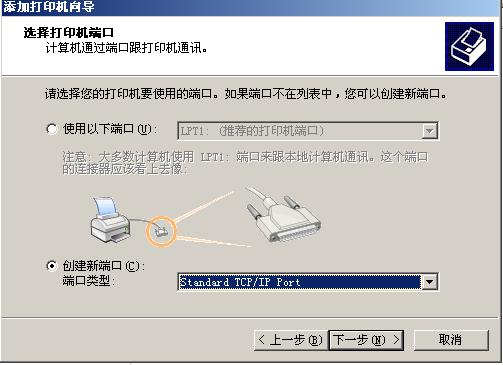 添加打印机向导
选择打印机端口
计算机通过端口跟打印机通讯。
请选择您的打印机要使用的端口。如果端口不在列表中，您可以创建新端口。
使用以下端口(U): LPT1: (推荐的打印机端口)
注意: 大多数计算机使用 LPT1: 端口来跟本地计算机通讯。这个端口
的连接器应该看上去像:
创建新端口(C):
端口类型: Standard TCP/IP Port
< 上一步(B) 下一步(N) > 取消